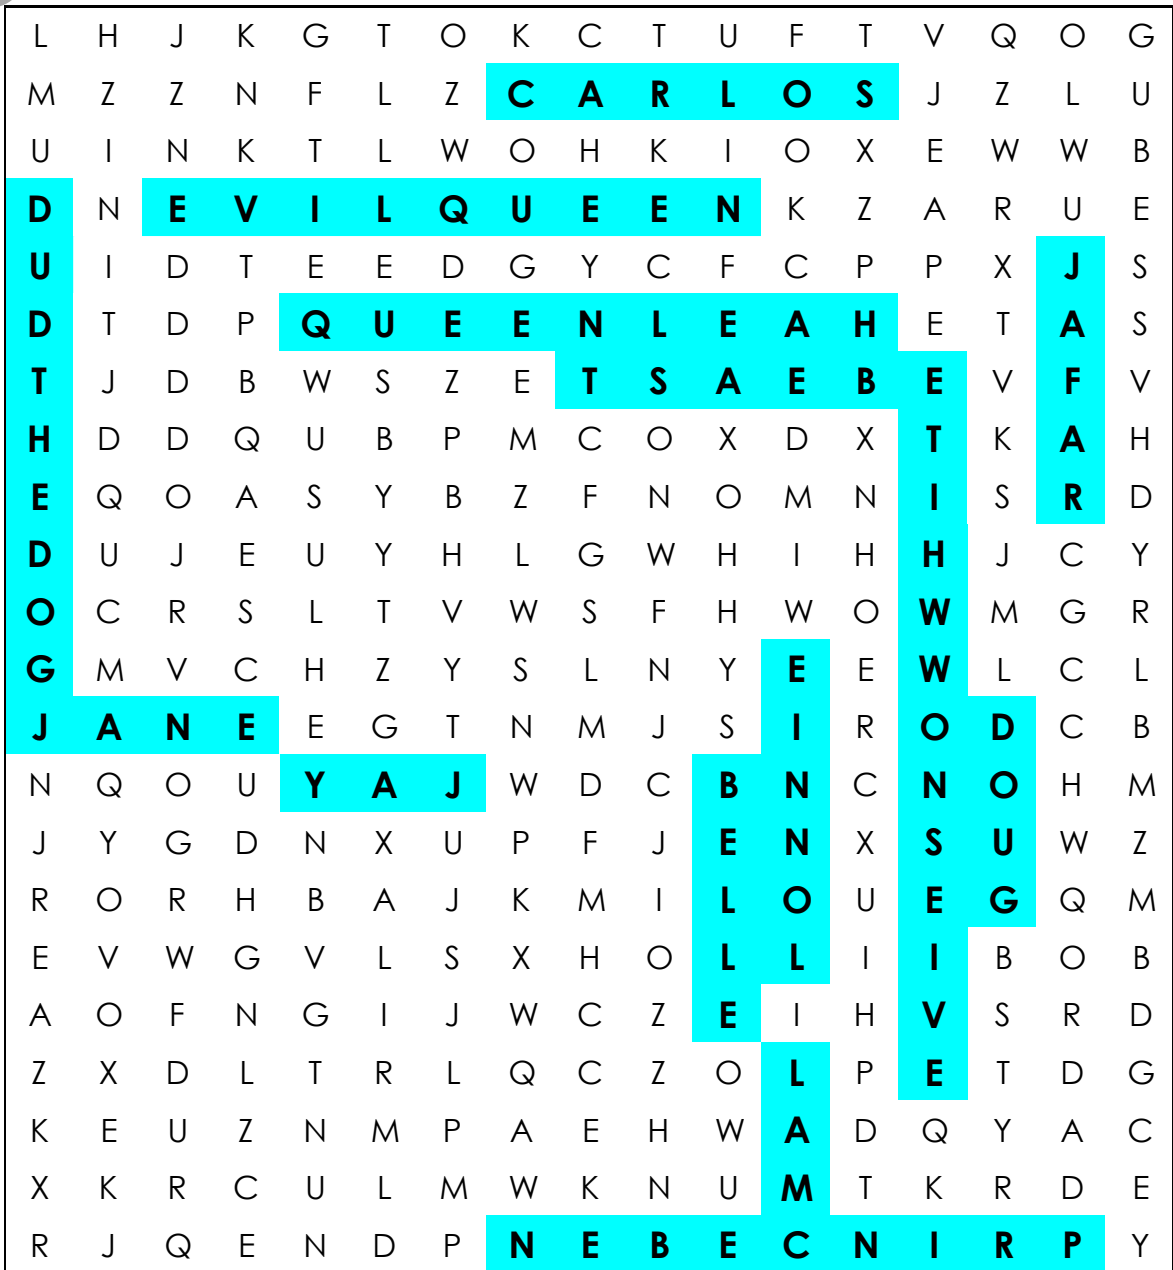 L H J K G T O K C T U F T V Q O G
M Z Z N F L Z C A R L O S J Z L U
U I N K T L W O H K I O X E W W B
D N E V I L Q U E E N K Z A R U E
U I D T E E D G Y C F C P P X J S
D T D P Q U E E N L E A H E T A S
T J D B W S Z E T S A E B E V F V
H D D Q U B P M C O X D X T K A H
E Q O A S Y B Z F N O M N I S R D
D U J E U Y H L G W H I H H J C Y
O C R S L T V W S F H W O W M G R
G M V C H Z Y S L N Y E E W L C L
J A N E E G T N M J S I R O D C B
N Q O U Y A J W D C B N C N O H M
J Y G D N X U P F J E N X S U W Z
R O R H B A J K M I L O U E G Q M
E V W G V L S X H O L L I I B O B
A O F N G I J W C Z E I H V S R D
Z X D L T R L Q C Z O L P E T D G
K E U Z N M P A E H W A D Q Y A C
X K R C U L M W K N U M T K R D E
R J Q E N D P N E B E C N I R P Y